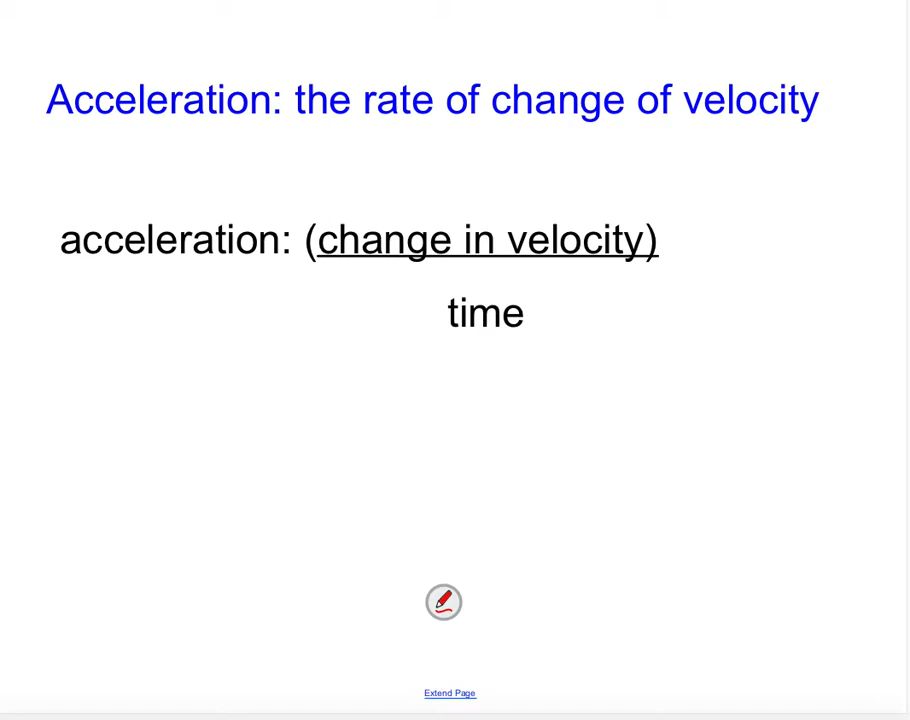 Acceleration: the rate of change of velocity
acceleration: (change in velocity)
time
Extend Page